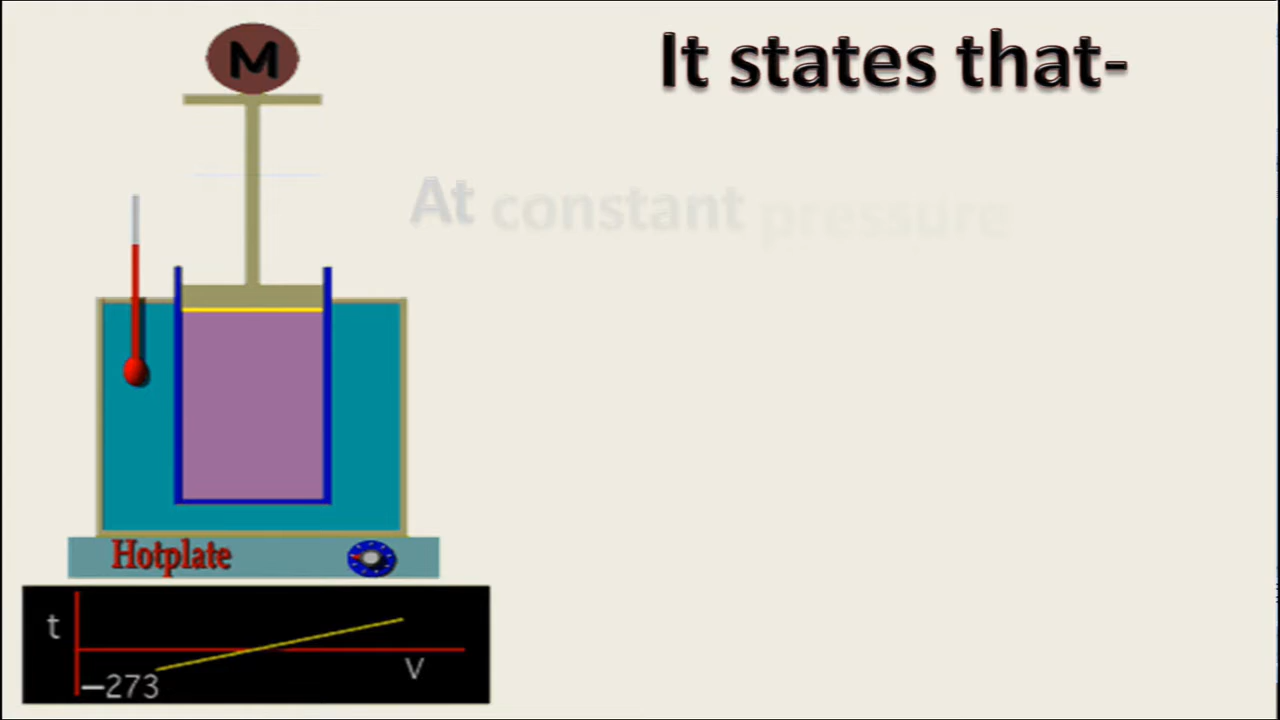 M
It states that-
At constant pressure
Hotplate
t
V
−273